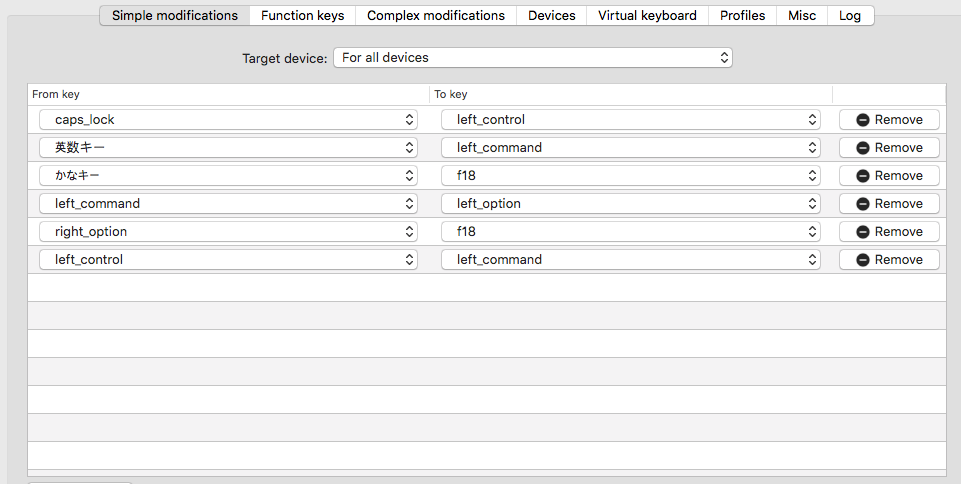 Simple modifications Function keys Complex modifications Devices Virtual keyboard Profiles Misc Log
Target device: For all devices
From key To key
caps_lock left_control Remove
英数キー left_command Remove
かなキー f18 Remove
left_command left_option Remove
right_option f18 Remove
left_control left_command Remove